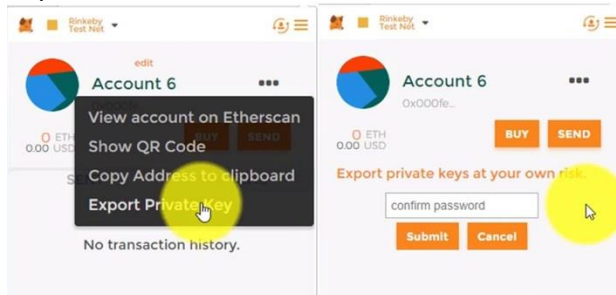 Rinkeby
Test Net
edit
Account 6
View account on Etherscan
0 ETH
0.00 USD
BUY
SEND
Show QR Code
Copy Address to clipboard
Export Private Key
No transaction history.
Rinkeby
Test Net
Account 6
0x000fe...
0 ETH
0.00 USD
BUY
SEND
Export private keys at your own risk.
confirm password
Submit
Cancel